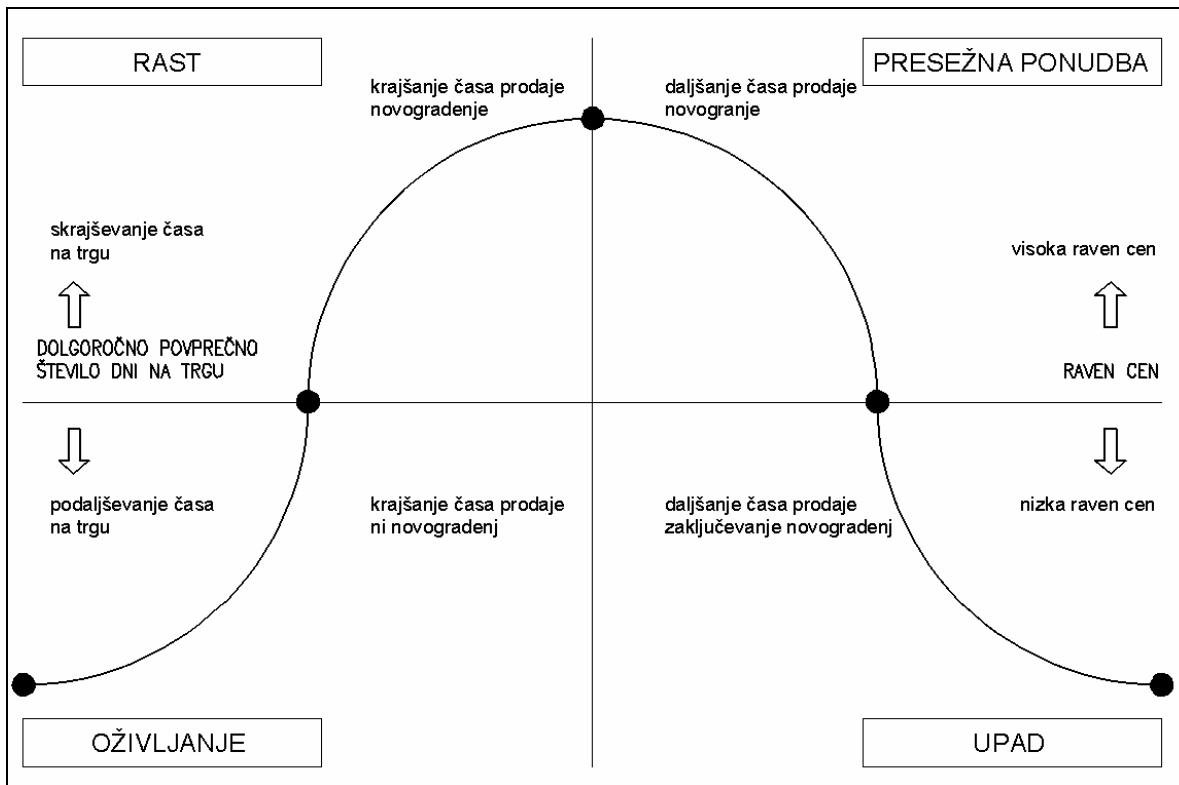 RAST
PRESEŽNA PONUDBA
krajšanje časa prodaje
novogradenje
daljšanje časa prodaje
novogranje
skrajševanje časa
na trgu
visoka raven cen
DOLGOROČNO POVPREČNO
ŠTEVILO DNI NA TRGU
RAVEN CEN
podaljševanje časa
na trgu
krajšanje časa prodaje
ni novogradenj
daljšanje časa prodaje
zaključevanje novogradenj
nizka raven cen
OŽIVLJANJE
UPAD